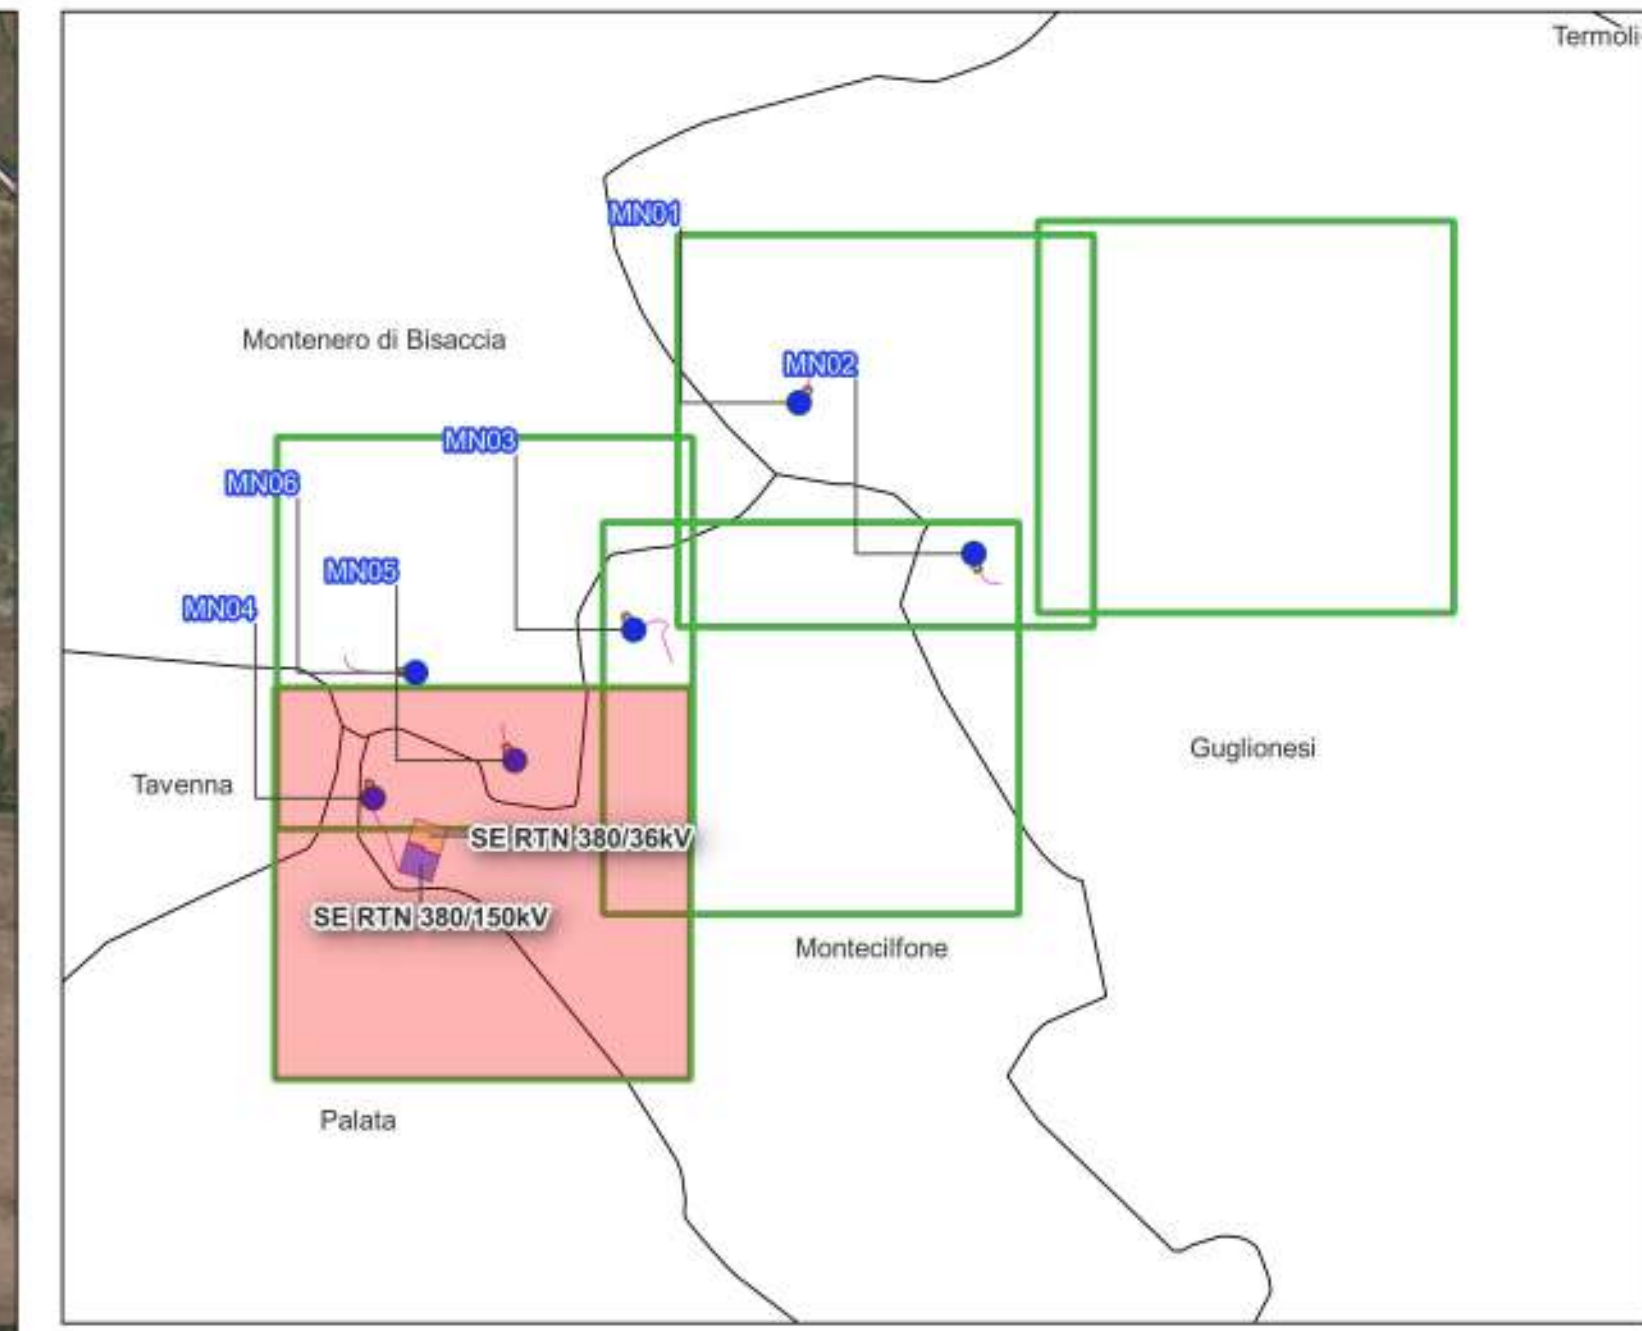 Termoli
MN01
Montenero di Bisaccia
MN02
MN03
MN06
MN05
MN04
Guglionesi
Tavenna
SE RTN 380/36kV
SE RTN 380/150kV
Montecilfone
Palata